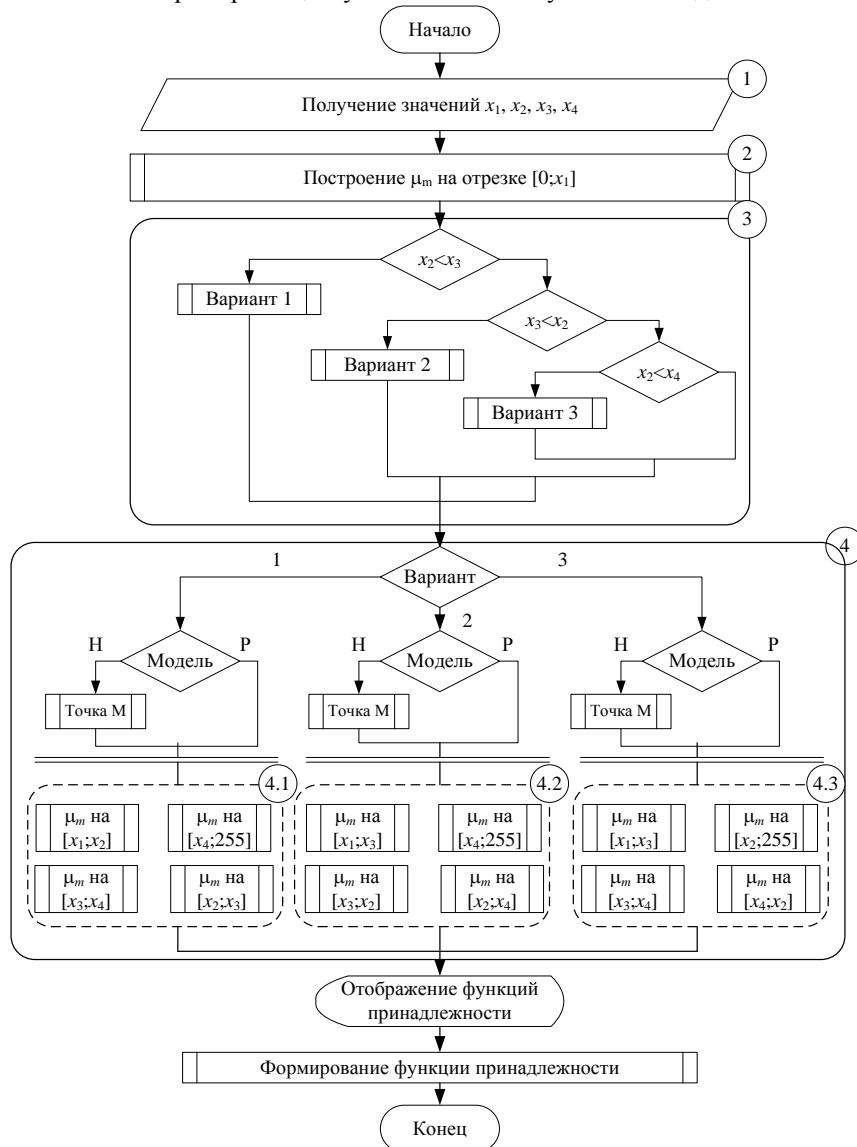 Начало
1
Получение значений x₁, x₂, x₃, x₄
2
Построение μₘ на отрезке [0;x₁]
3
x₂<x₃
Вариант 1
x₃<x₂
Вариант 2
x₂<x₄
Вариант 3
4
1
Вариант
3
2
Н
Модель
Р
Н
Модель
Р
Н
Модель
Р
Точка М
Точка М
Точка М
4.1
4.2
4.3
μₘ на
[x₁;x₂]
μₘ на
[x₄;255]
μₘ на
[x₃;x₄]
μₘ на
[x₂;x₃]
μₘ на
[x₁;x₃]
μₘ на
[x₄;255]
μₘ на
[x₃;x₂]
μₘ на
[x₂;x₄]
μₘ на
[x₁;x₃]
μₘ на
[x₂;255]
μₘ на
[x₃;x₄]
μₘ на
[x₄;x₂]
Отображение функций
принадлежности
Формирование функции принадлежности
Конец